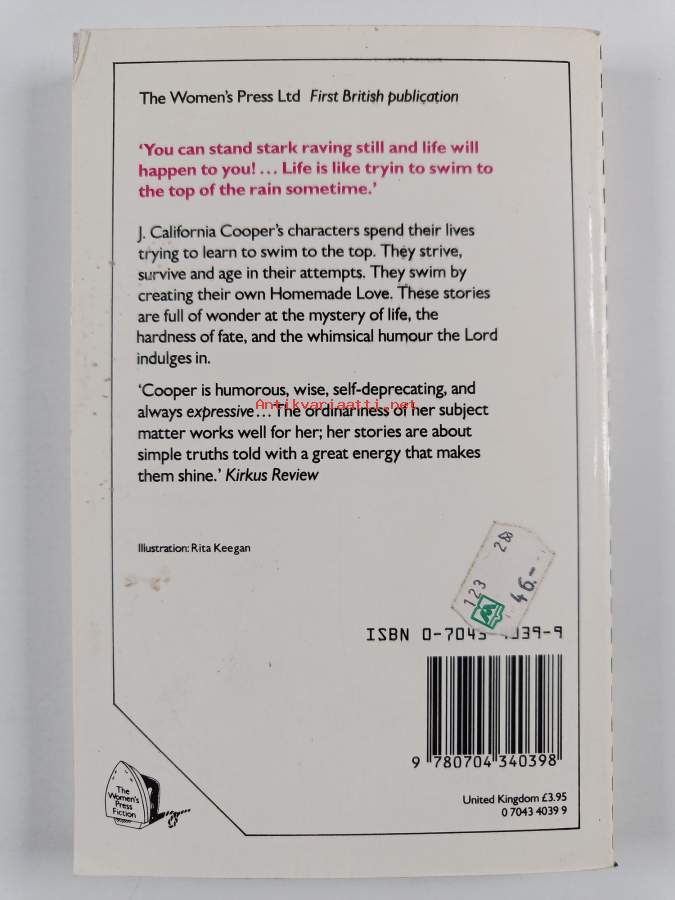 The Women's Press Ltd First British publication
'You can stand stark raving still and life will
happen to you! ... Life is like tryin to swim to
the top of the rain sometime.'
J. California Cooper's characters spend their lives
trying to learn to swim to the top. They strive,
survive and age in their attempts. They swim by
creating their own Homemade Love. These stories
are full of wonder at the mystery of life, the
hardness of fate, and the whimsical humour the Lord
indulges in.
'Cooper is humorous, wise, self-deprecating, and
always expressive... The ordinariness of her subject
Antikvariaatti.net
matter works well for her; her stories are about
simple truths told with a great energy that makes
them shine.' Kirkus Review
Illustration: Rita Keegan
123 28
46.-
ISBN 0-7043-4039-9
9 780704 340398
United Kingdom £3.95
0 7043 4039 9
The
Women's
Press
Fiction